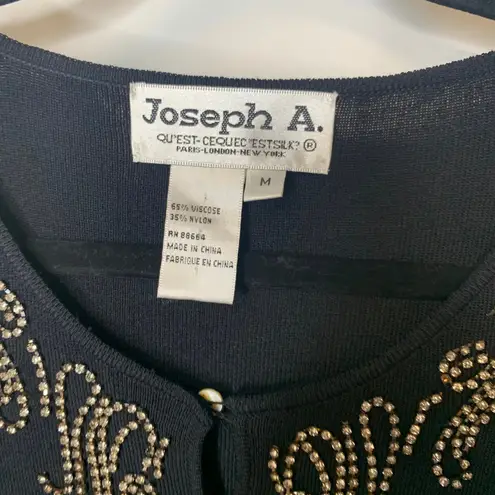 Joseph A.
QU'EST-CEQUEC'ESTSILK? ®
PARIS-LONDON-NEW YORK
M
65% VISCOSE
35% NYLON
RN 88684
MADE IN CHINA
FABRIQUE EN CHINA